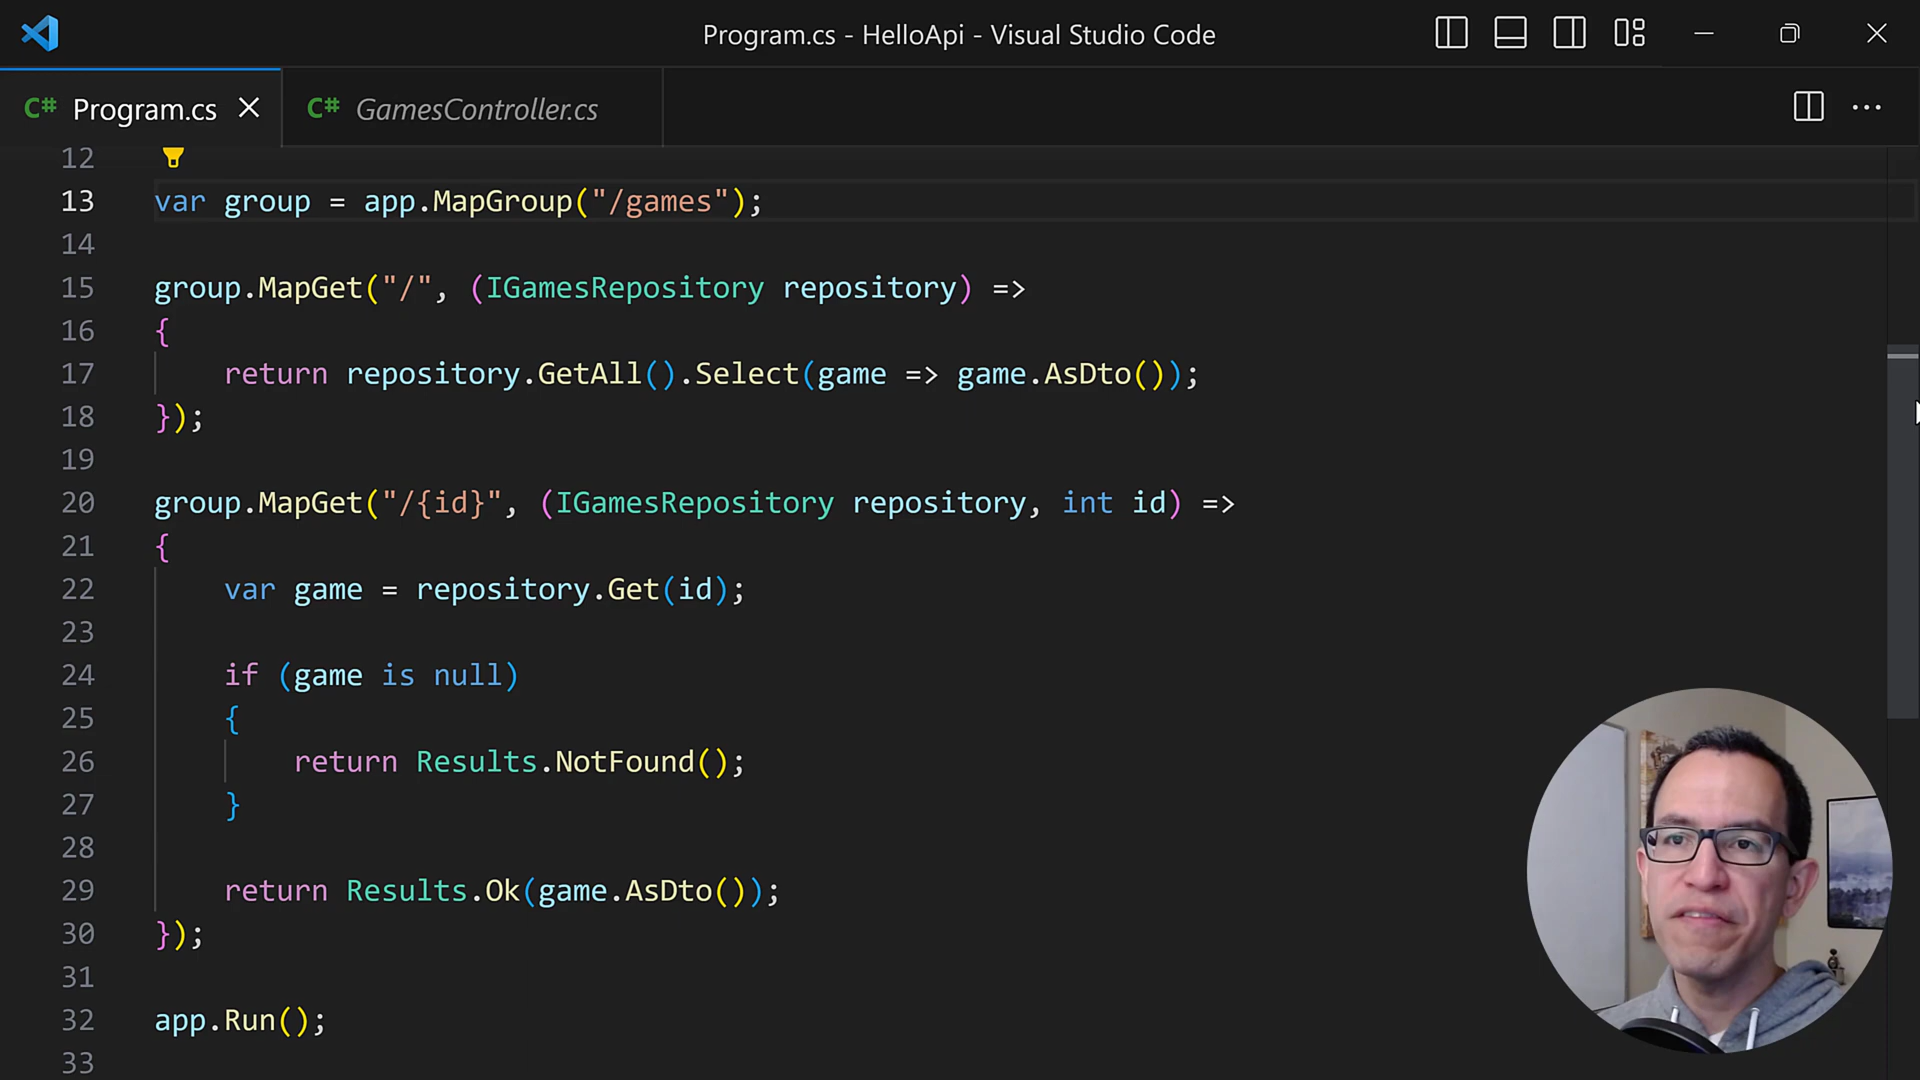 Program.cs - HelloApi - Visual Studio Code
C# Program.cs
C# GamesController.cs
12
13 var group = app.MapGroup("/games");
14
15 group.MapGet("/", (IGamesRepository repository) =>
16 {
17 return repository.GetAll().Select(game => game.AsDto());
18 });
19
20 group.MapGet("/{id}", (IGamesRepository repository, int id) =>
21 {
22 var game = repository.Get(id);
23
24 if (game is null)
25 {
26 return Results.NotFound();
27 }
28
29 return Results.Ok(game.AsDto());
30 });
31
32 app.Run();
33